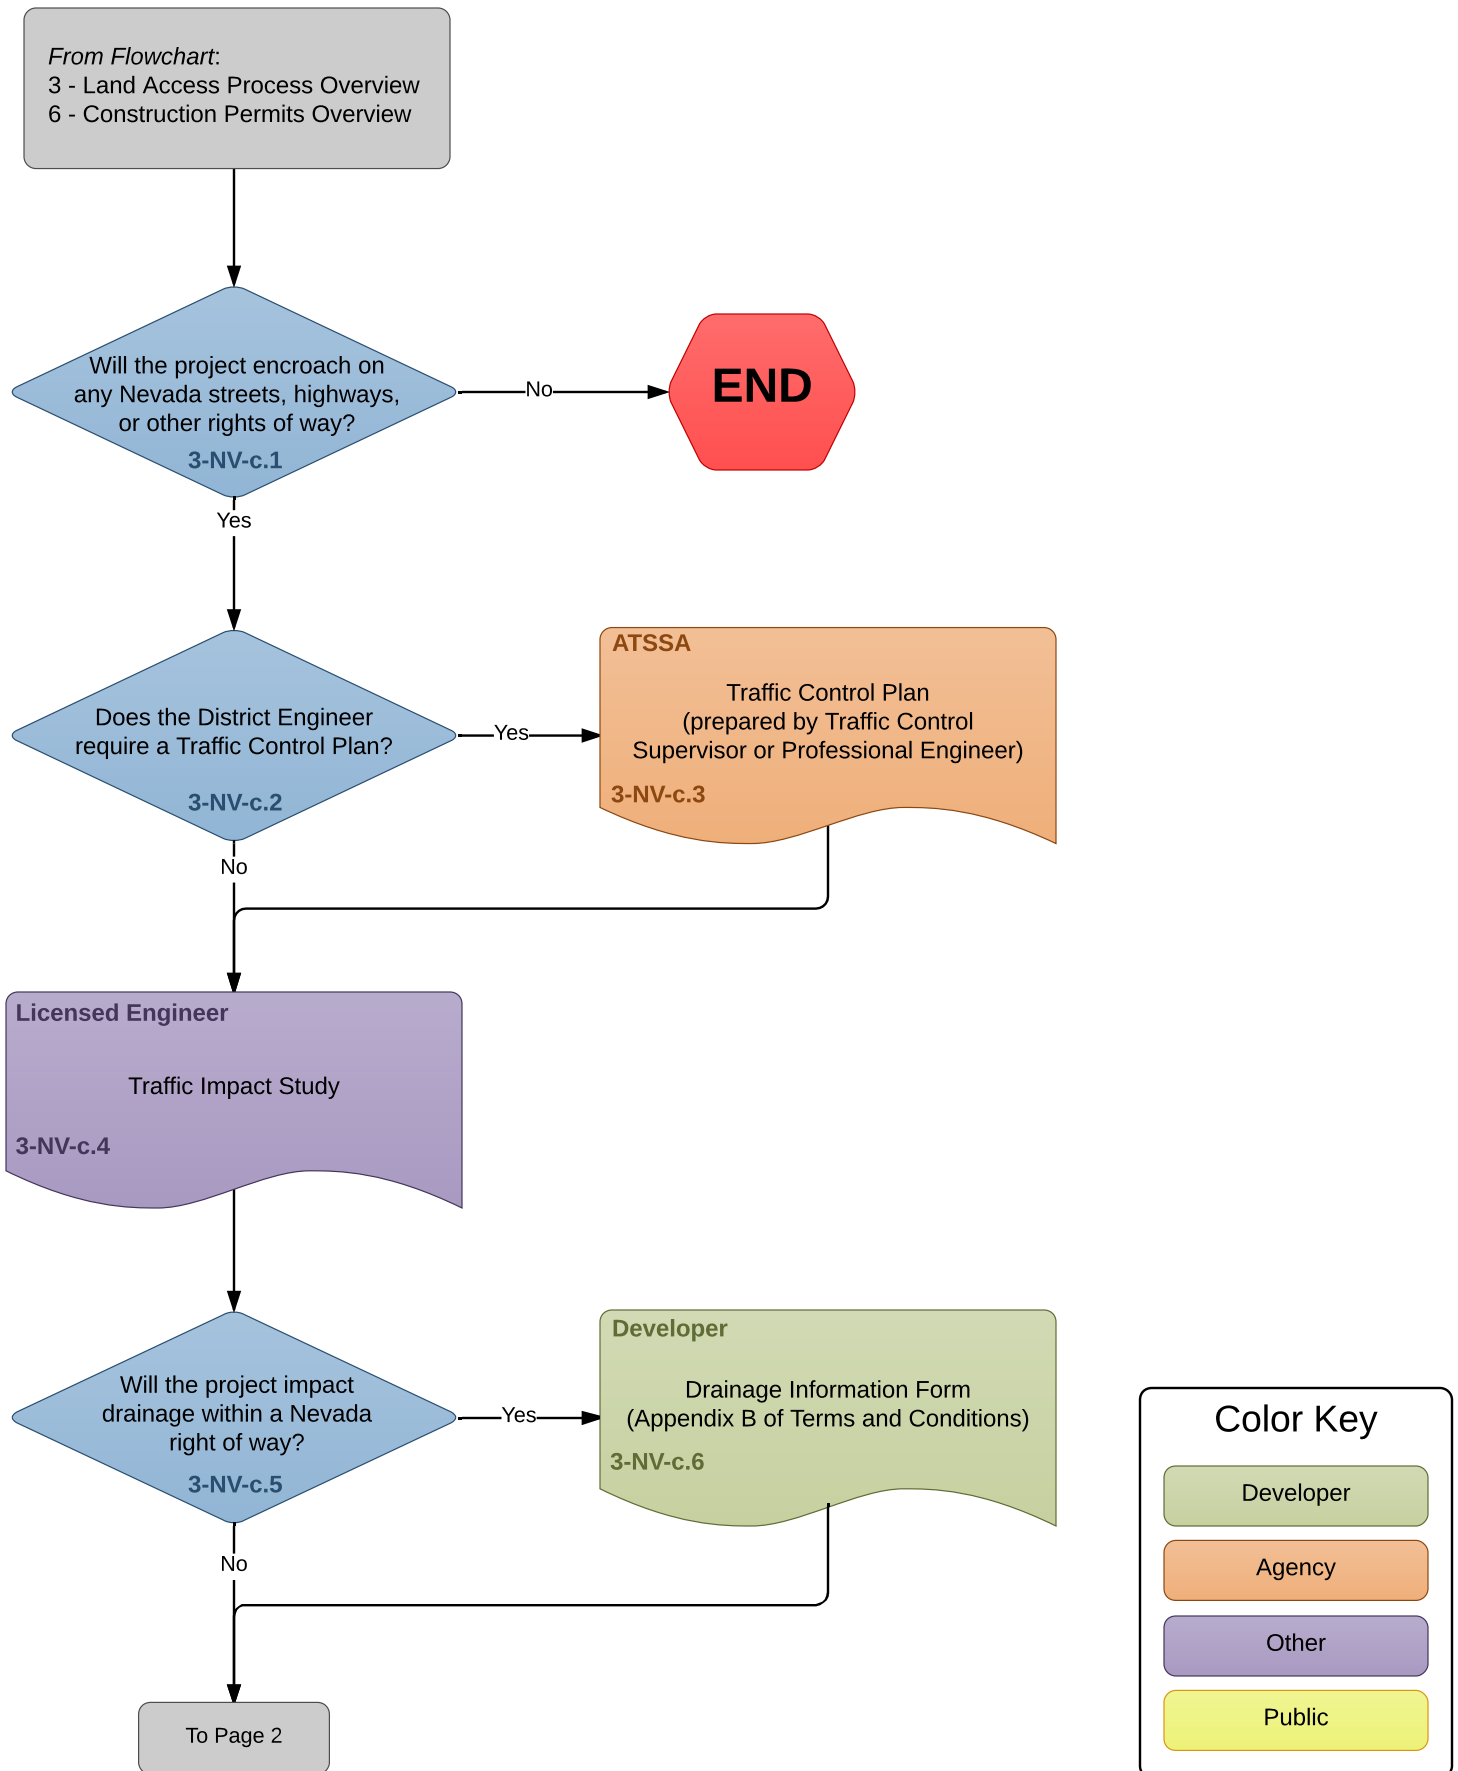 From Flowchart:
3 - Land Access Process Overview
6 - Construction Permits Overview
Will the project encroach on
any Nevada streets, highways,
or other rights of way?
3-NV-c.1
No
END
Yes
Does the District Engineer
require a Traffic Control Plan?
3-NV-c.2
Yes
ATSSA
Traffic Control Plan
(prepared by Traffic Control
Supervisor or Professional Engineer)
3-NV-c.3
No
Licensed Engineer
Traffic Impact Study
3-NV-c.4
Will the project impact
drainage within a Nevada
right of way?
3-NV-c.5
Yes
Developer
Drainage Information Form
(Appendix B of Terms and Conditions)
3-NV-c.6
No
To Page 2
Color Key
Developer
Agency
Other
Public